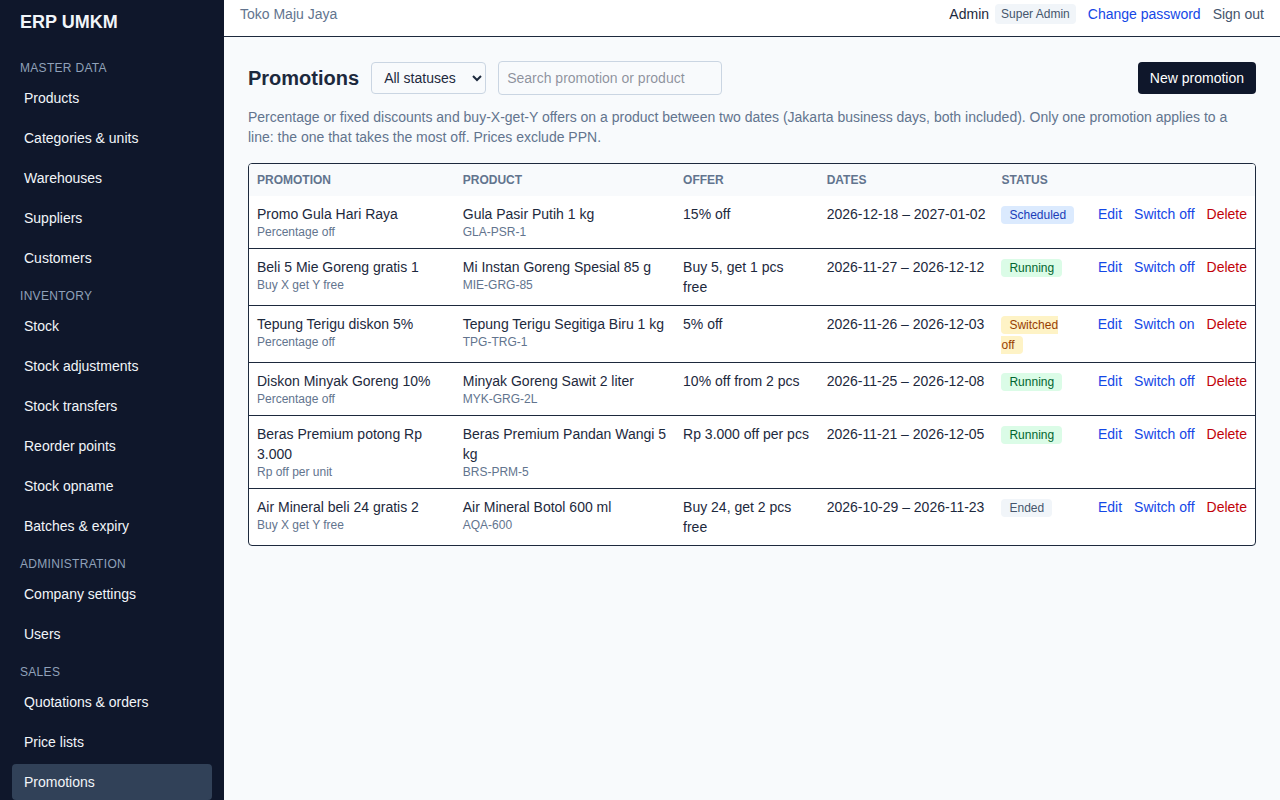 ERP UMKM
MASTER DATA
Products
Categories & units
Warehouses
Suppliers
Customers
INVENTORY
Stock
Stock adjustments
Stock transfers
Reorder points
Stock opname
Batches & expiry
ADMINISTRATION
Company settings
Users
SALES
Quotations & orders
Price lists
Promotions
Toko Maju Jaya
Admin Super Admin Change password Sign out
Promotions All statuses Search promotion or product New promotion
Percentage or fixed discounts and buy-X-get-Y offers on a product between two dates (Jakarta business days, both included). Only one promotion applies to a
line: the one that takes the most off. Prices exclude PPN.
PROMOTION PRODUCT OFFER DATES STATUS
Promo Gula Hari Raya Gula Pasir Putih 1 kg 15% off 2026-12-18 – 2027-01-02 Scheduled Edit Switch off Delete
Percentage off GLA-PSR-1
Beli 5 Mie Goreng gratis 1 Mi Instan Goreng Spesial 85 g Buy 5, get 1 pcs 2026-11-27 – 2026-12-12 Running Edit Switch off Delete
Buy X get Y free MIE-GRG-85 free
Tepung Terigu diskon 5% Tepung Terigu Segitiga Biru 1 kg 5% off 2026-11-26 – 2026-12-03 Switched Edit Switch on Delete
Percentage off TPG-TRG-1 off
Diskon Minyak Goreng 10% Minyak Goreng Sawit 2 liter 10% off from 2 pcs 2026-11-25 – 2026-12-08 Running Edit Switch off Delete
Percentage off MYK-GRG-2L
Beras Premium potong Rp Beras Premium Pandan Wangi 5 Rp 3.000 off per pcs 2026-11-21 – 2026-12-05 Running Edit Switch off Delete
3.000 kg
Rp off per unit BRS-PRM-5
Air Mineral beli 24 gratis 2 Air Mineral Botol 600 ml Buy 24, get 2 pcs 2026-10-29 – 2026-11-23 Ended Edit Switch off Delete
Buy X get Y free AQA-600 free